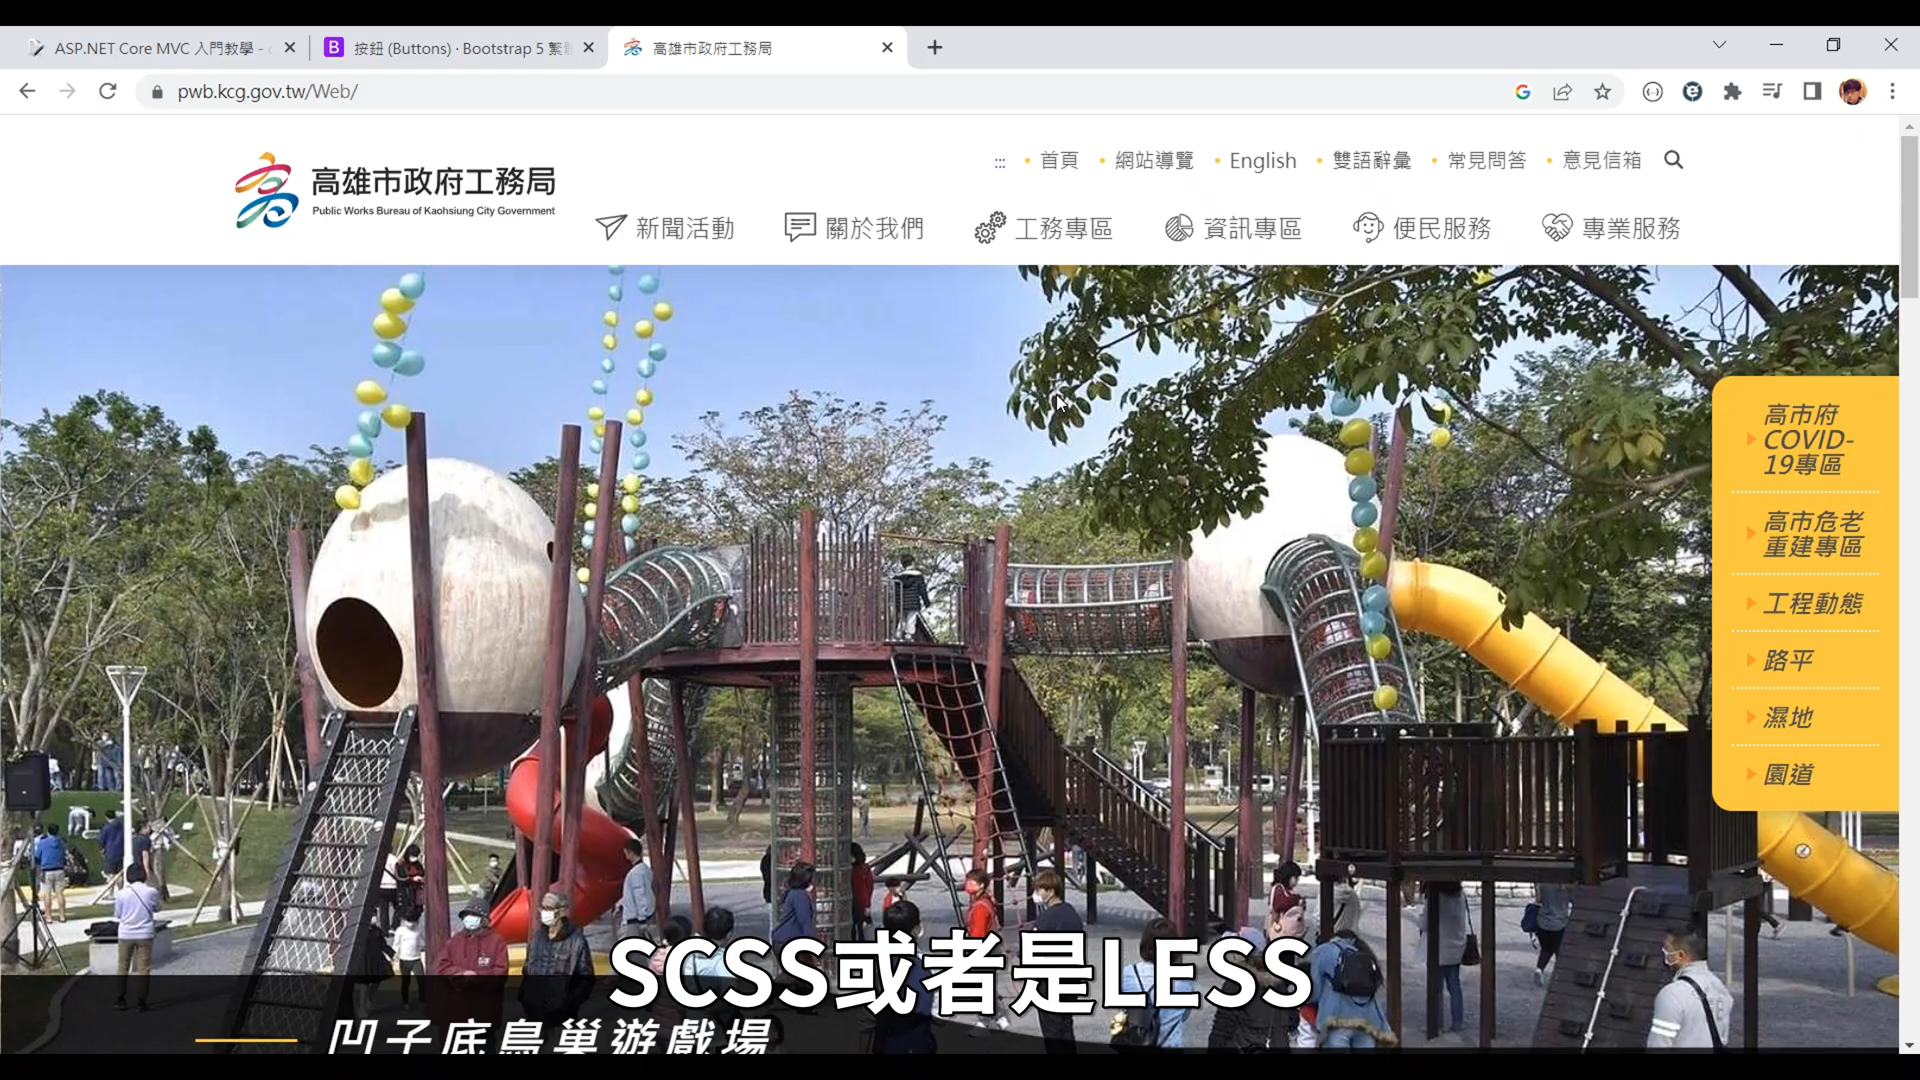 ASP.NET Core MVC 入門教學 -
按鈕 (Buttons) · Bootstrap 5 繁
高雄市政府工務局
pwb.kcg.gov.tw/Web/
首頁
網站導覽
English
雙語辭彙
常見問答
意見信箱
高雄市政府工務局
Public Works Bureau of Kaohsiung City Government
新聞活動
關於我們
工務專區
資訊專區
便民服務
專業服務
高市府
COVID-
19專區
高市危老
重建專區
工程動態
路平
濕地
園道
SCSS或者是LESS
凹子底鳥巢遊戲場